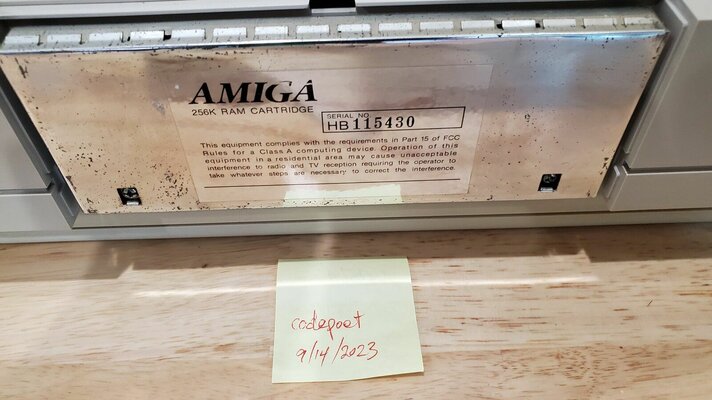 AMIGA
256K RAM CARTRIDGE
SERIAL NO.
HB 115430
This equipment complies with the requirements in Part 15 of FCC
Rules for a Class A computing device. Operation of this
equipment in a residential area may cause unacceptable
interference to radio and TV reception requiring the operator to
take whatever steps are necessary to correct the interference.
codepoet
9/14/2023